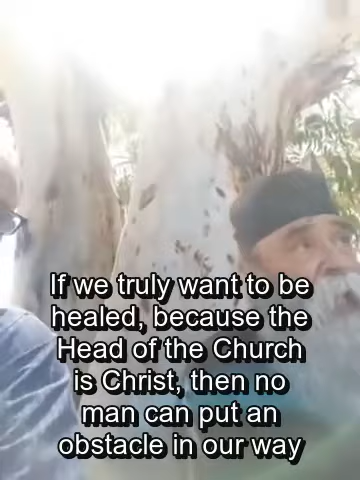 If we truly want to be
healed, because the
Head of the Church
is Christ, then no
man can put an
obstacle in our way